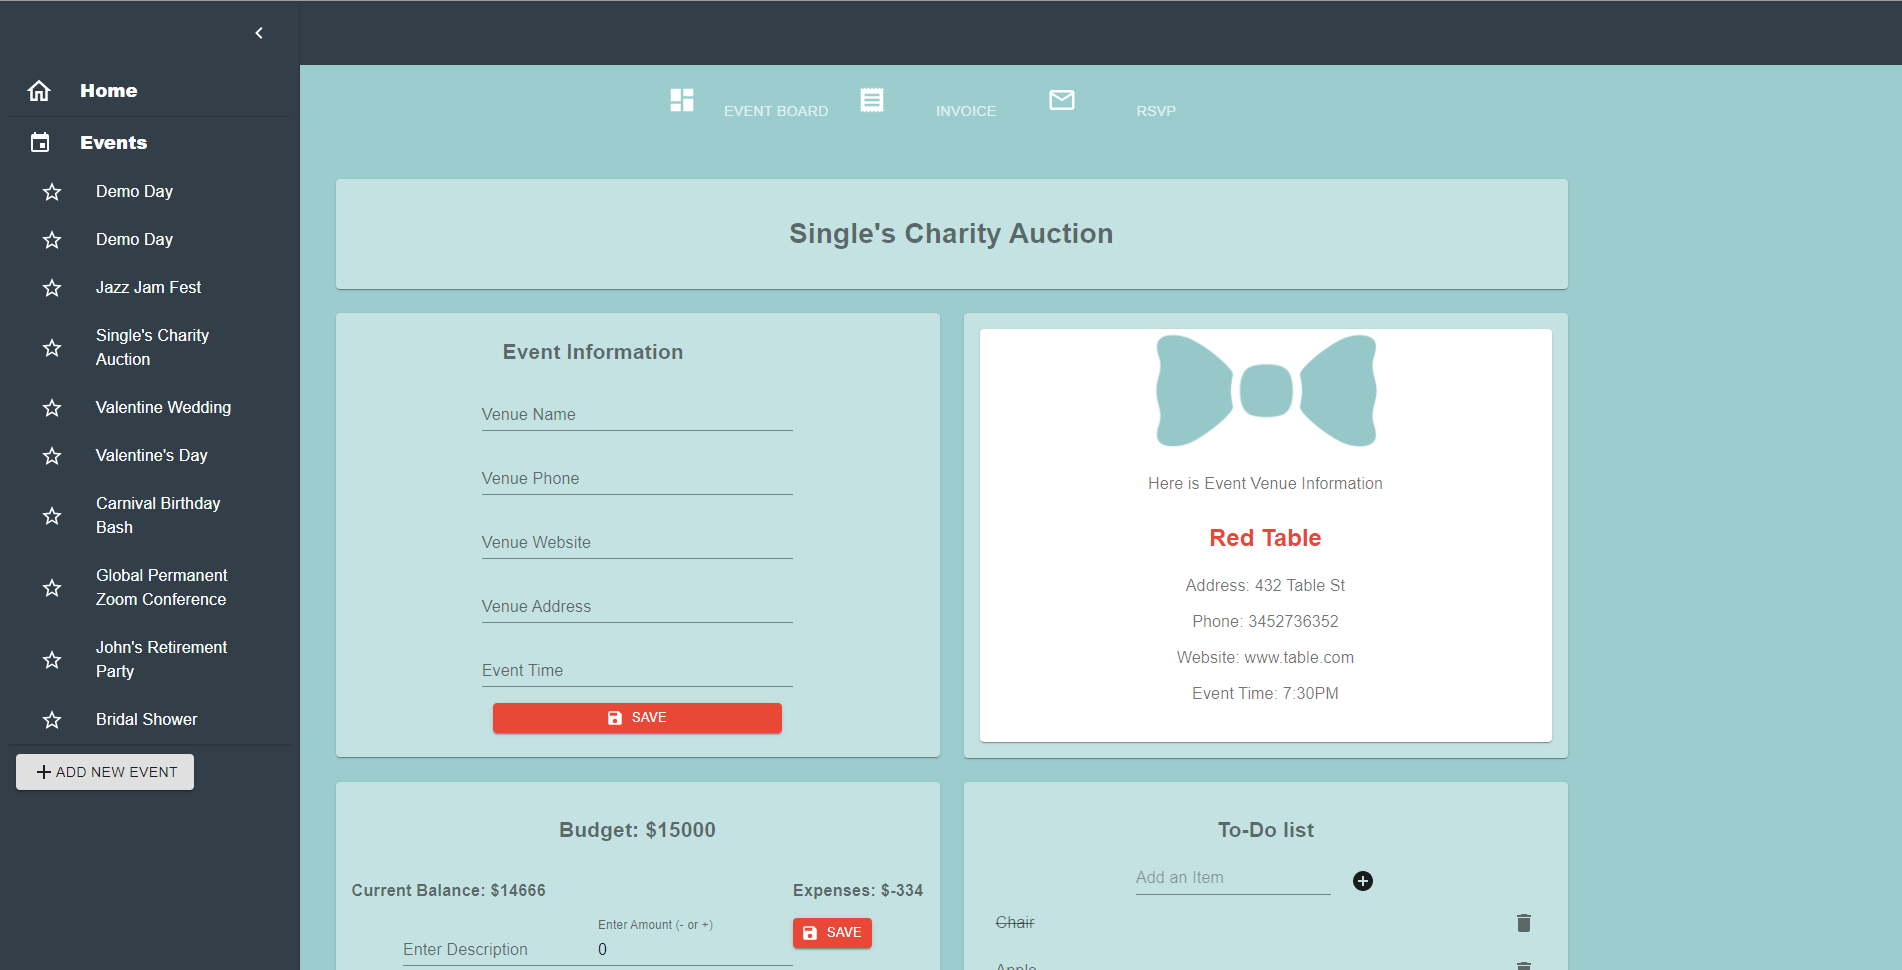 Home
Events
Demo Day
Demo Day
Jazz Jam Fest
Single's Charity
Auction
Valentine Wedding
Valentine's Day
Carnival Birthday
Bash
Global Permanent
Zoom Conference
John's Retirement
Party
Bridal Shower
ADD NEW EVENT
EVENT BOARD
INVOICE
RSVP
Single's Charity Auction
Event Information
Venue Name
Venue Phone
Venue Website
Venue Address
Event Time
SAVE
Here is Event Venue Information
Red Table
Address: 432 Table St
Phone: 3452736352
Website: www.table.com
Event Time: 7:30PM
Budget: $15000
Current Balance: $14666
Expenses: $-334
Enter Description
Enter Amount (- or +)
0
SAVE
To-Do list
Add an Item
Chair
Apple